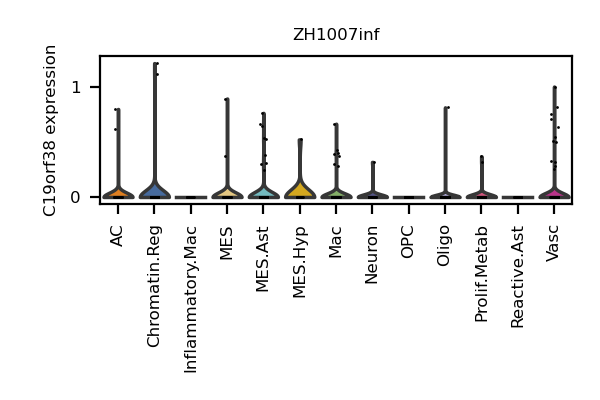 ZH1007inf
C19orf38 expression
1
0
AC
Chromatin.Reg
Inflammatory.Mac
MES
MES.Ast
MES.Hyp
Mac
Neuron
OPC
Oligo
Prolif.Metab
Reactive.Ast
Vasc